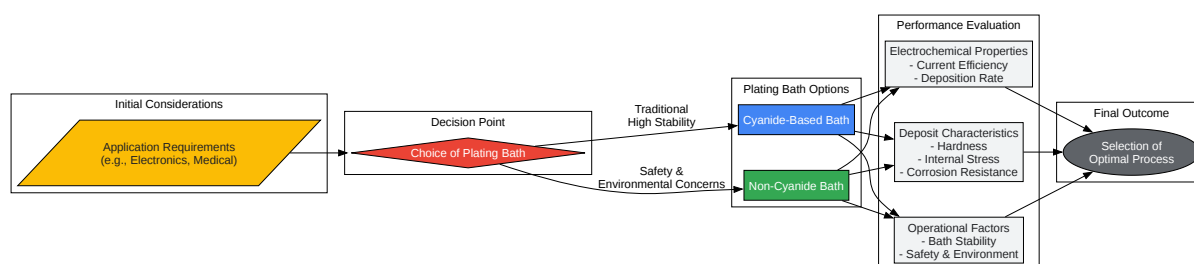 Initial Considerations
Application Requirements
(e.g., Electronics, Medical)
Decision Point
Choice of Plating Bath
Traditional
High Stability
Safety &
Environmental Concerns
Plating Bath Options
Cyanide-Based Bath
Non-Cyanide Bath
Performance Evaluation
Electrochemical Properties
- Current Efficiency
- Deposition Rate
Deposit Characteristics
- Hardness
- Internal Stress
- Corrosion Resistance
Operational Factors
- Bath Stability
- Safety & Environment
Final Outcome
Selection of
Optimal Process